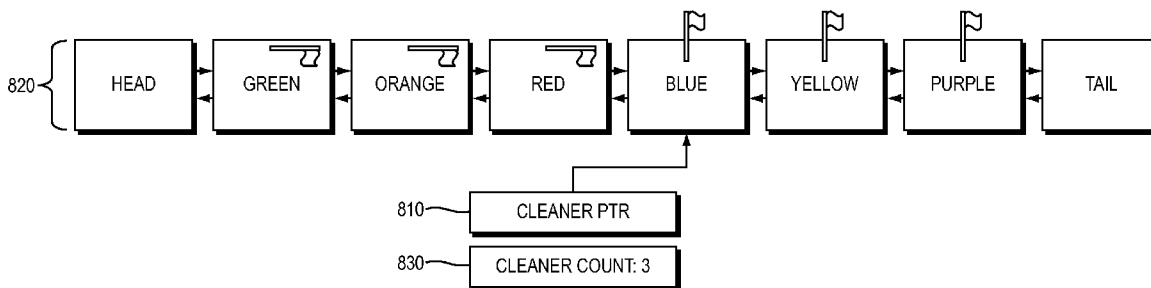 820
HEAD
GREEN
ORANGE
RED
BLUE
YELLOW
PURPLE
TAIL
810
CLEANER PTR
830
CLEANER COUNT: 3